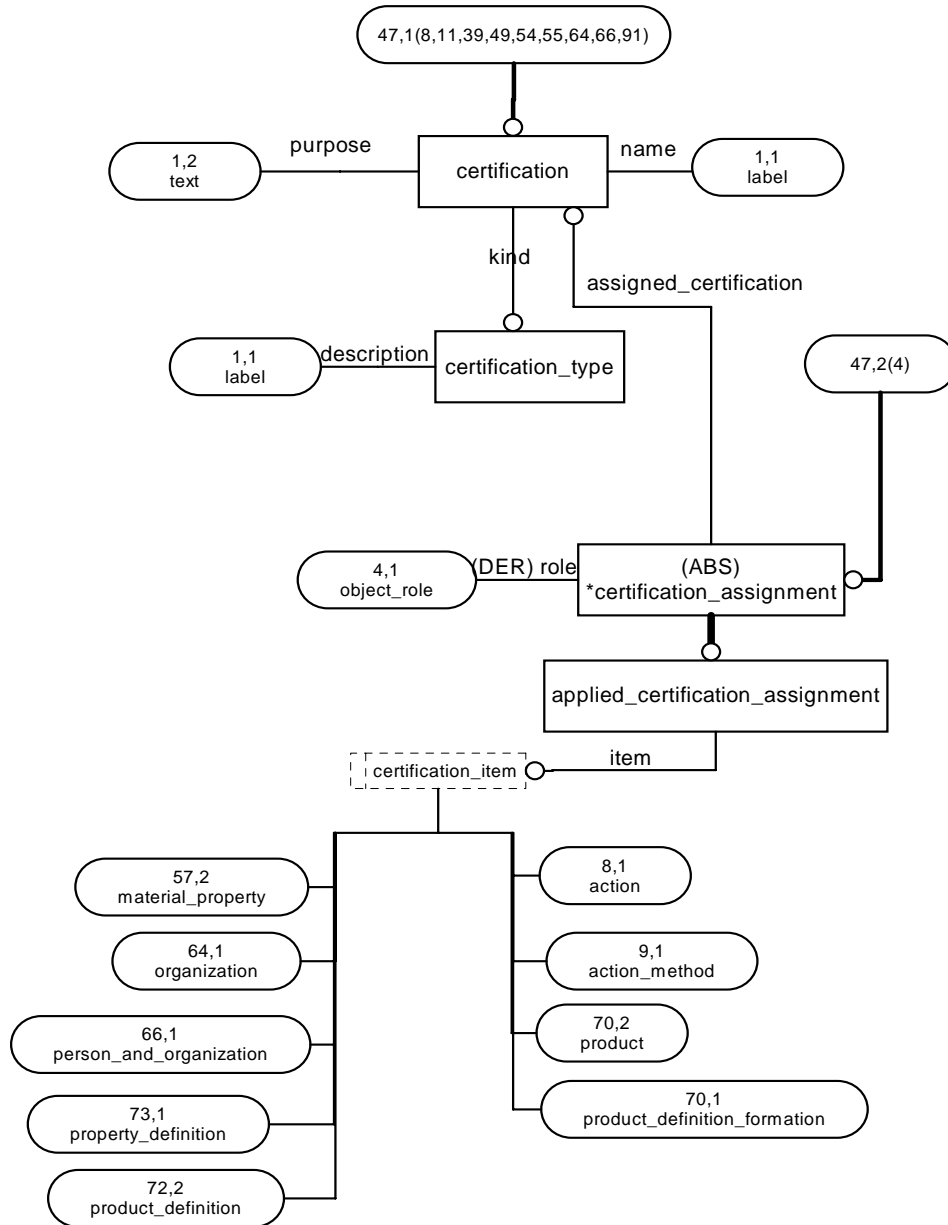 47,1(8,11,39,49,54,55,64,66,91)
purpose
name
1,2
text
certification
1,1
label
kind
assigned_certification
1,1
label
description
certification_type
47,2(4)
4,1
object_role
(DER) role
(ABS)
*certification_assignment
applied_certification_assignment
item
certification_item
57,2
material_property
8,1
action
64,1
organization
9,1
action_method
66,1
person_and_organization
70,2
product
73,1
property_definition
70,1
product_definition_formation
72,2
product_definition